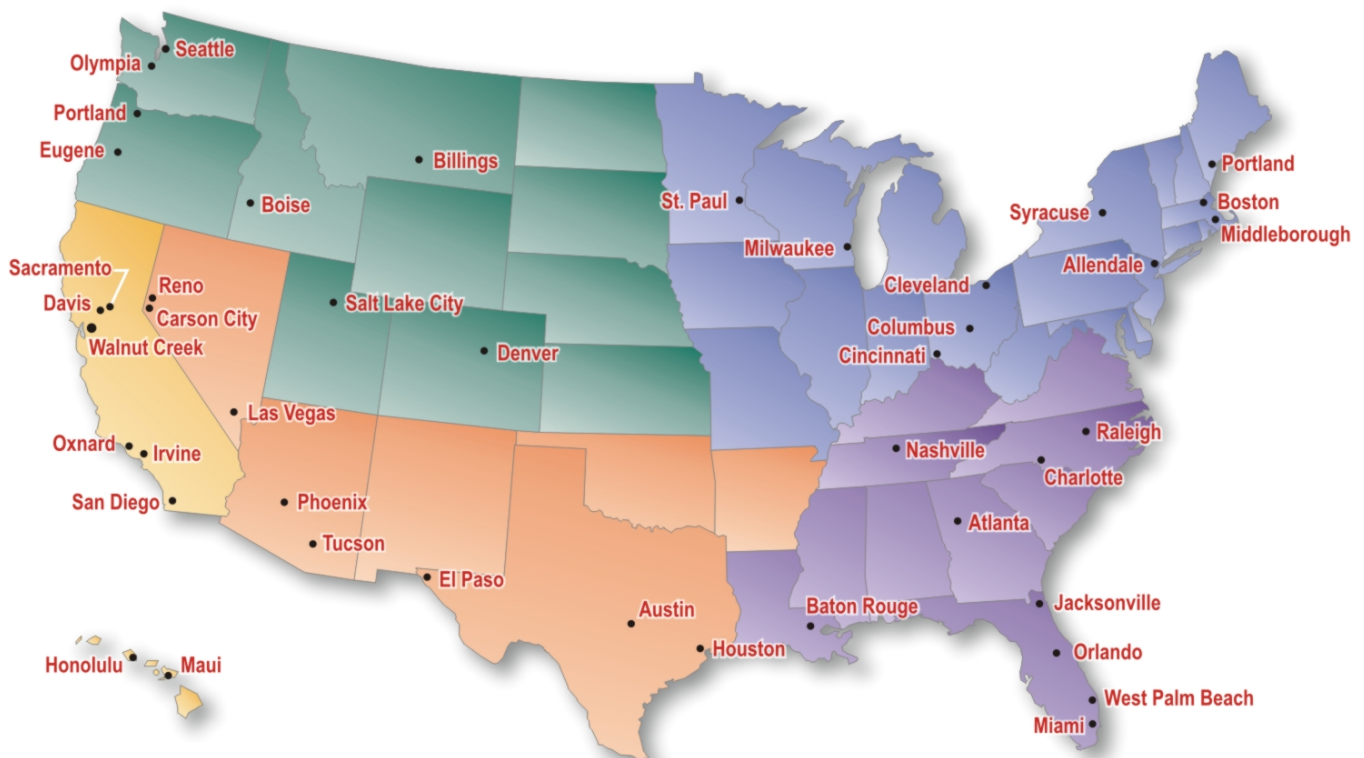 Seattle
Olympia
Portland
Eugene
Billings
Boise
St. Paul
Milwaukee
Portland
Boston
Syracuse
Middleborough
Allendale
Sacramento
Reno
Davis
Carson City
Walnut Creek
Salt Lake City
Denver
Cleveland
Columbus
Cincinnati
Las Vegas
Oxnard
Irvine
San Diego
Phoenix
Tucson
El Paso
Nashville
Raleigh
Charlotte
Atlanta
Austin
Houston
Baton Rouge
Jacksonville
Orlando
West Palm Beach
Miami
Honolulu
Maui